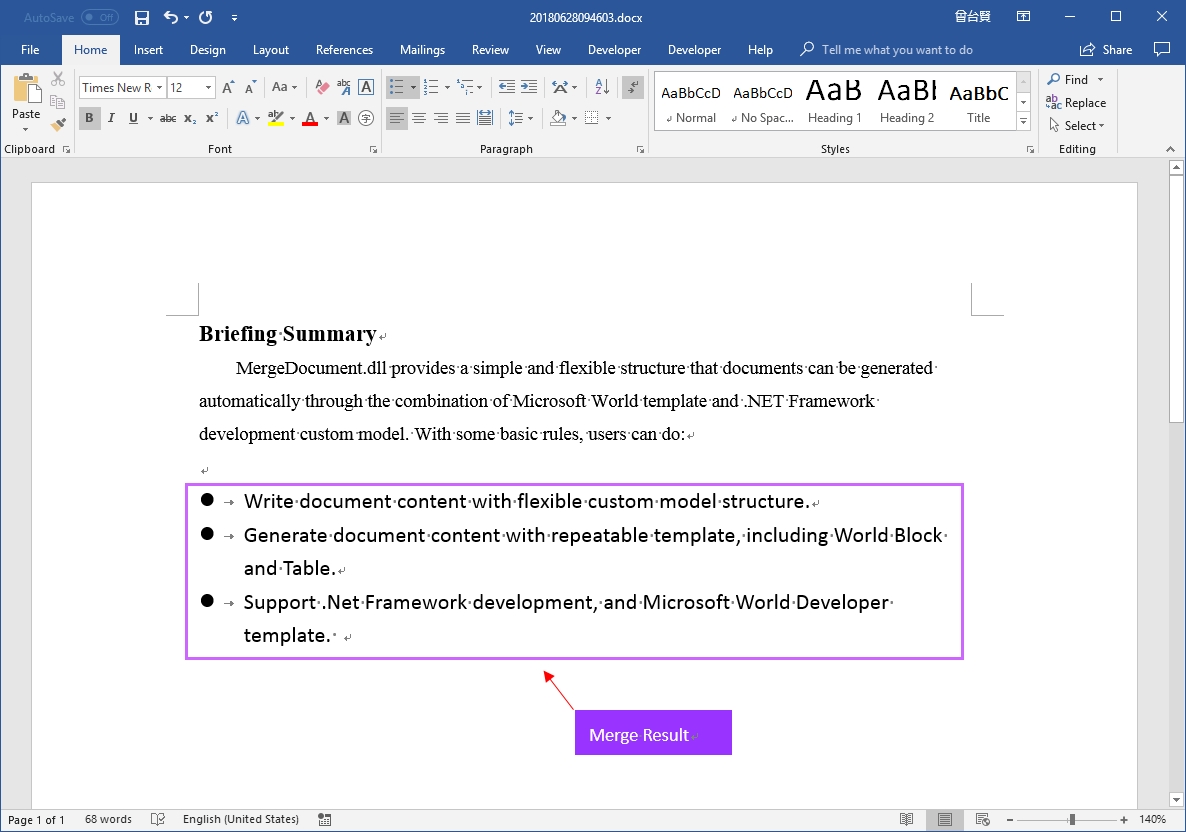 AutoSave Off 20180628094603.docx 曾台賢
File Home Insert Design Layout References Mailings Review View Developer Developer Help Tell me what you want to do Share
Paste Times New R 12 Aa AaBbCcD AaBbCcD AaB AaBb AaBbC Find
Replace
B I U abc x₂ x² A Normal No Spac... Heading 1 Heading 2 Title Select
Clipboard Font Paragraph Styles Editing
Briefing Summary
MergeDocument.dll provides a simple and flexible structure that documents can be generated
automatically through the combination of Microsoft World template and .NET Framework
development custom model. With some basic rules, users can do:
● Write document content with flexible custom model structure.
● Generate document content with repeatable template, including World Block
and Table.
● Support .Net Framework development, and Microsoft World Developer
template.
Merge Result
Page 1 of 1 68 words English (United States) 140%